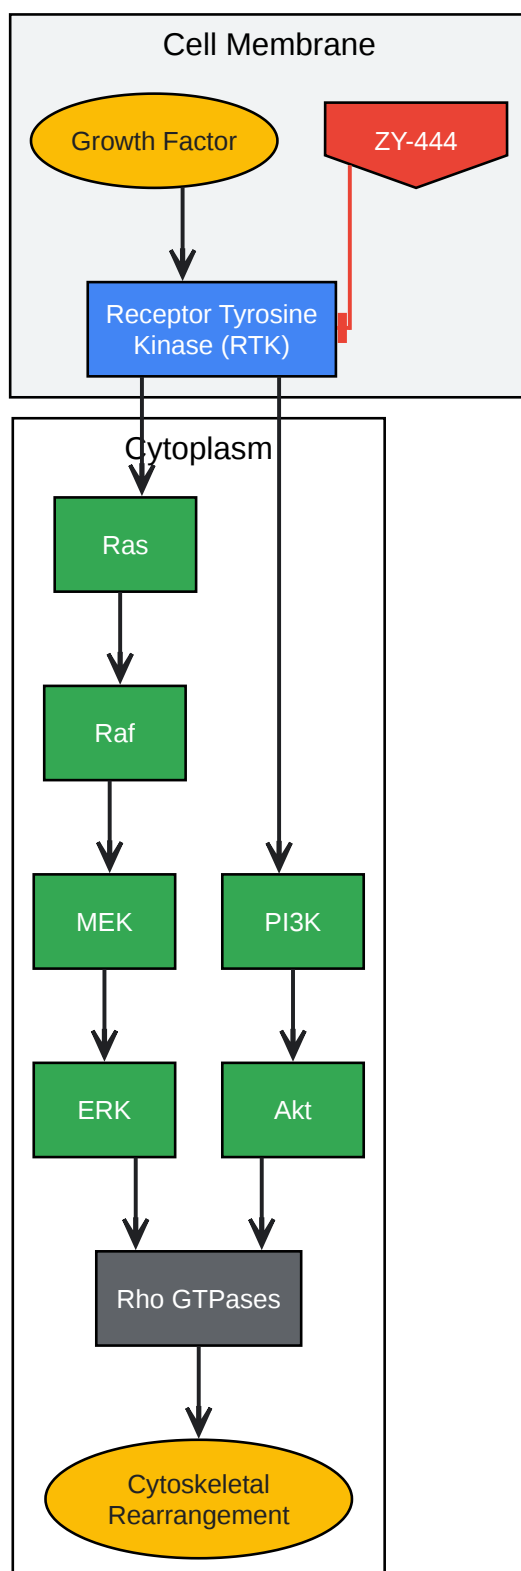 Cell Membrane
Growth Factor
ZY-444
Receptor Tyrosine
Kinase (RTK)
Cytoplasm
Ras
Raf
MEK
PI3K
ERK
Akt
Rho GTPases
Cytoskeletal
Rearrangement